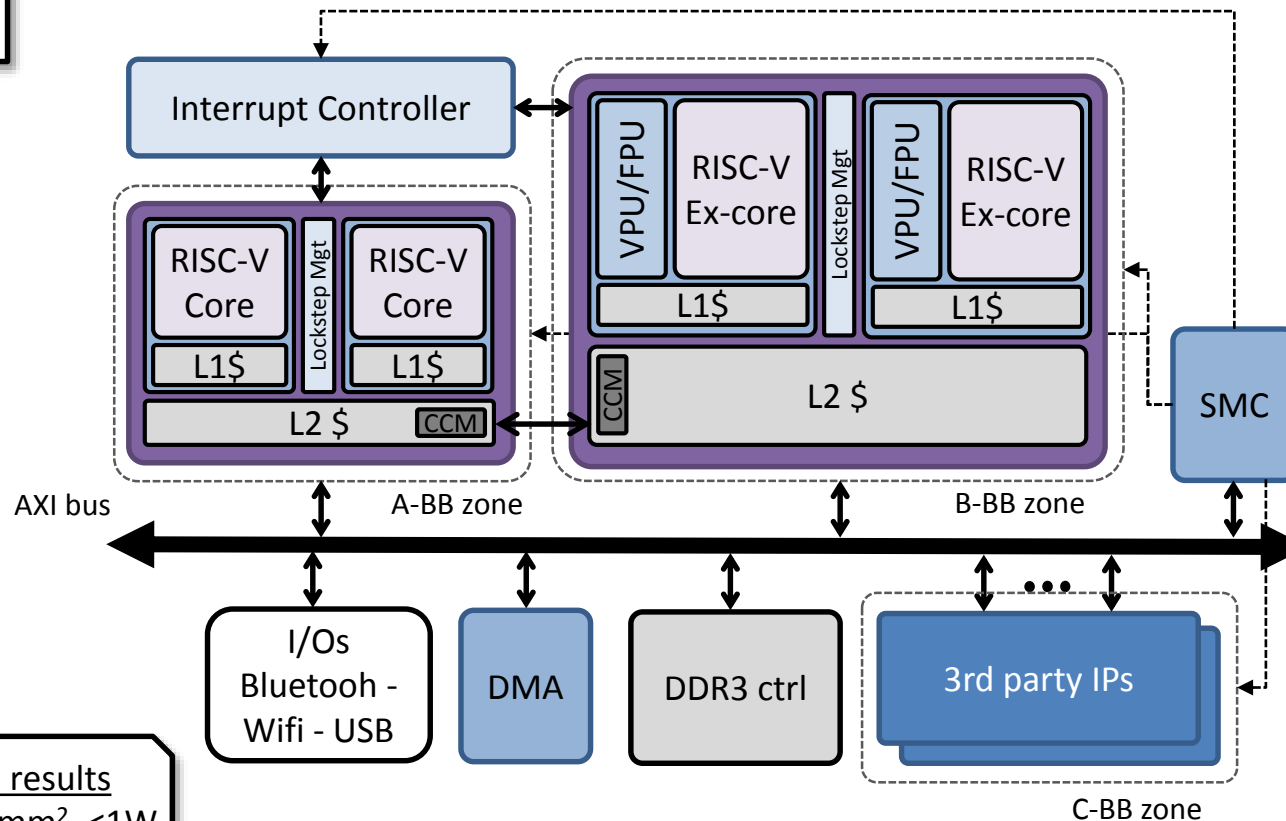 Interrupt Controller
VPU/FPU
RISC-V
Ex-core
L1$
Lockstep Mgt
VPU/FPU
RISC-V
Ex-core
L1$
RISC-V
Core
L1$
Lockstep Mgt
RISC-V
Core
L1$
L2 $
CCM
CCM
L2 $
SMC
AXI bus
A-BB zone
B-BB zone
I/Os
Bluetooh -
Wifi - USB
DMA
DDR3 ctrl
3rd party IPs
C-BB zone
results
mm², <1W